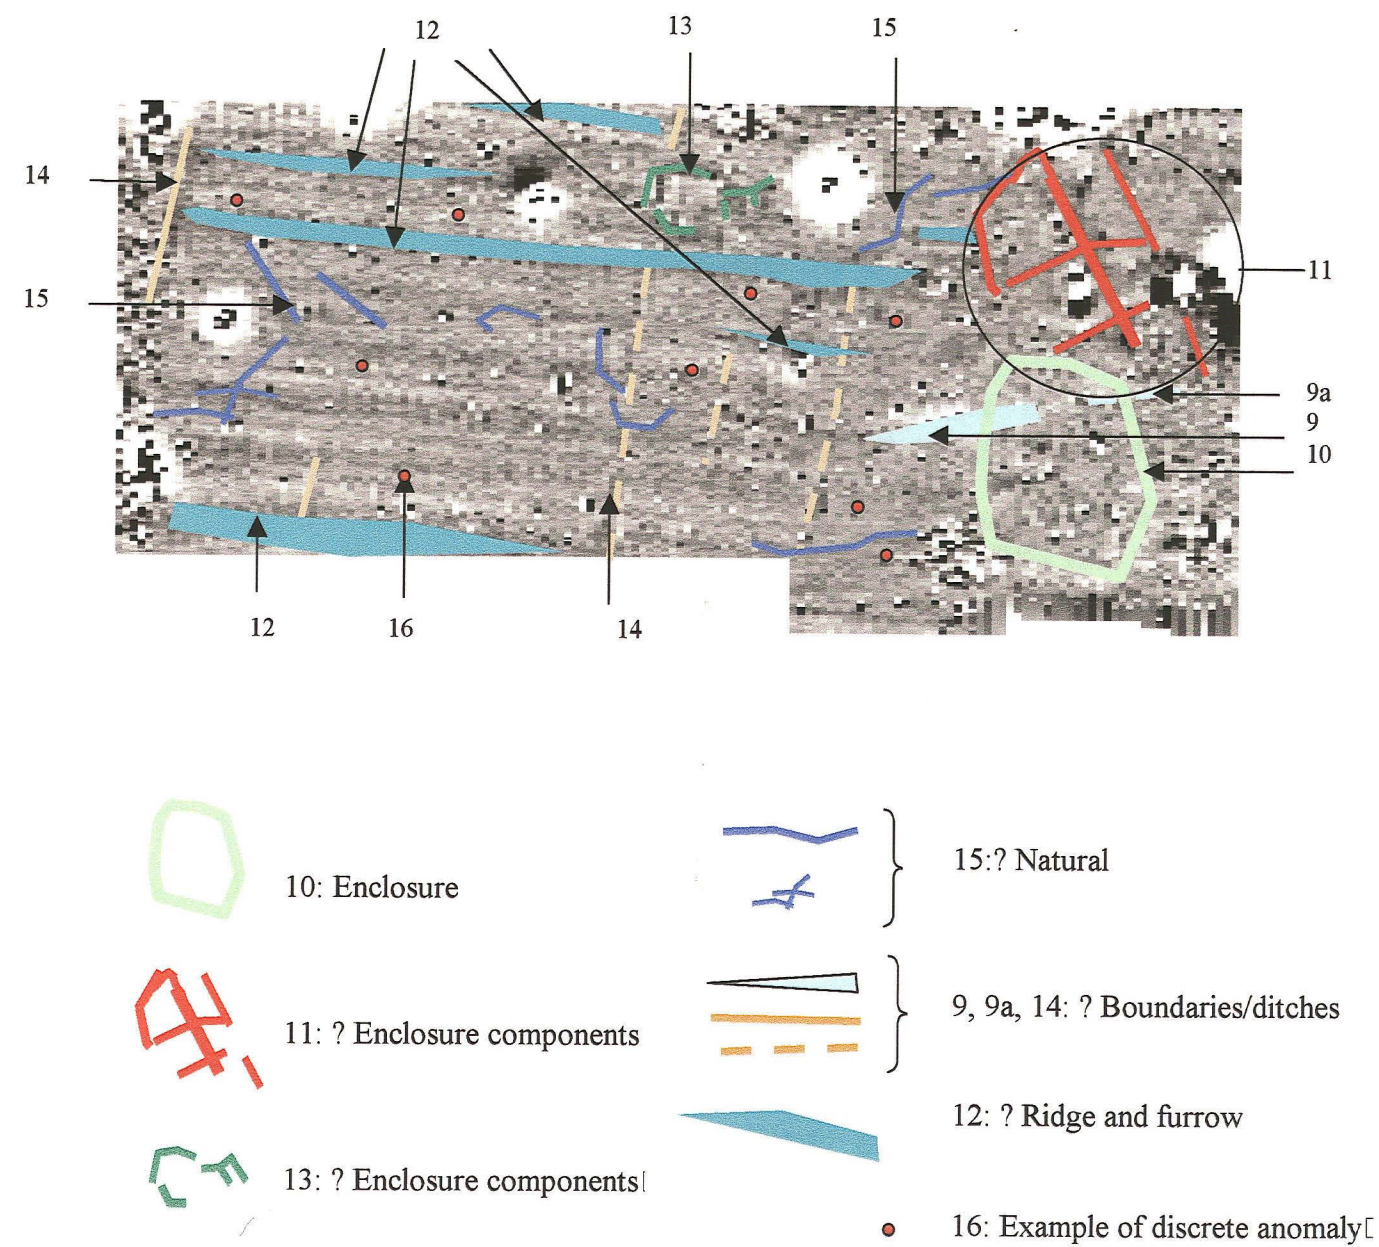 12
13
15
14
15
11
9a
9
10
12
16
14
10: Enclosure
15:? Natural
11: ? Enclosure components
9, 9a, 14: ? Boundaries/ditches
12: ? Ridge and furrow
13: ? Enclosure components
16: Example of discrete anomaly